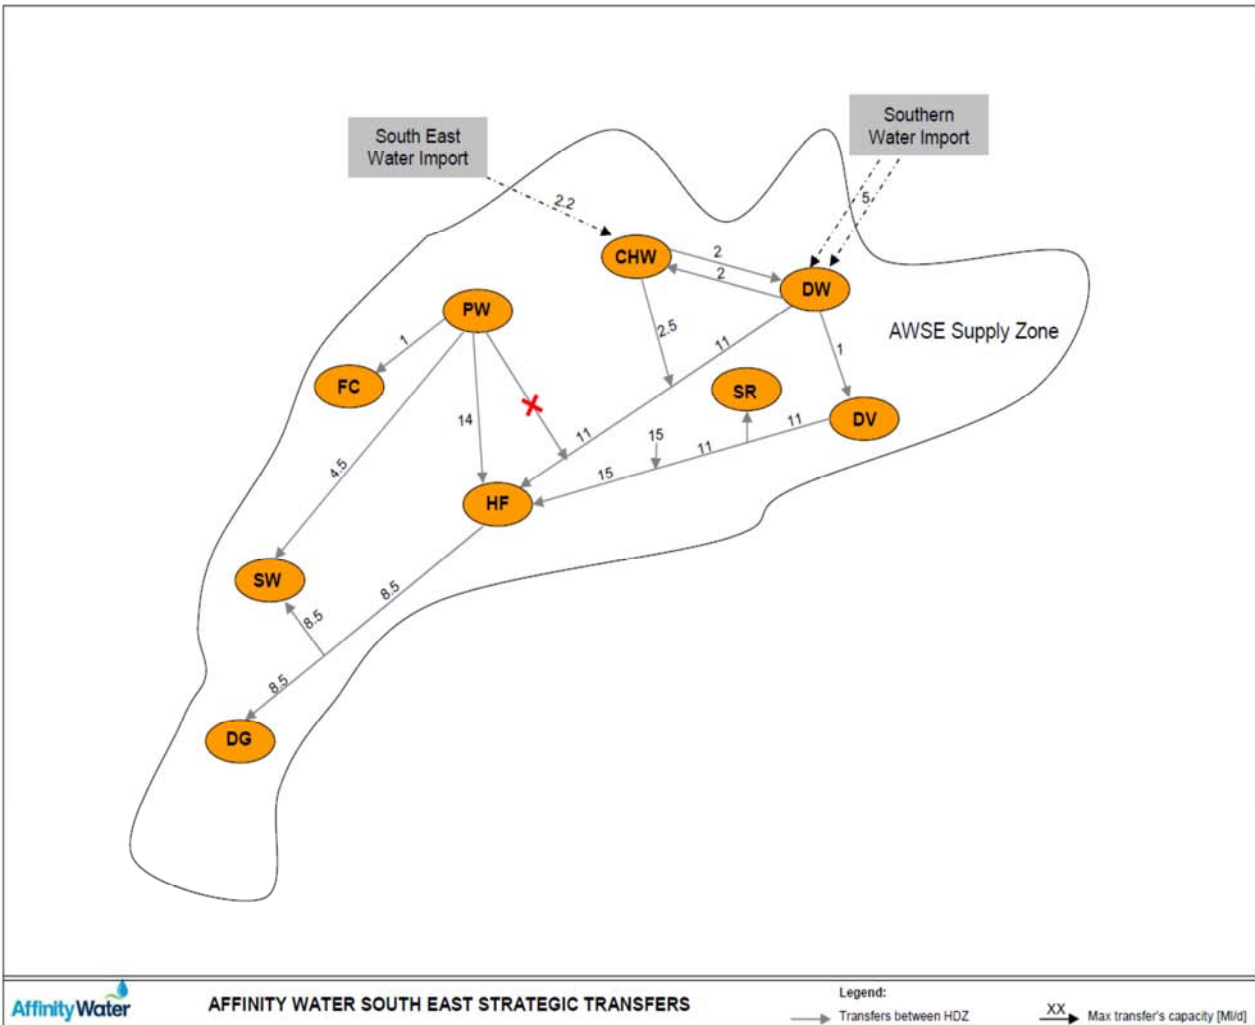 South East
Water Import
Southern
Water Import
2.2
5
CHW
2
2
DW
PW
AWSE Supply Zone
1
2.5
11
1
FC
SR
DV
14
11
15
11
11
4.5
15
HF
SW
8.5
8.5
8.5
DG
AffinityWater
AFFINITY WATER SOUTH EAST STRATEGIC TRANSFERS
Legend:
Transfers between HDZ
XX
Max transfer's capacity [Ml/d]